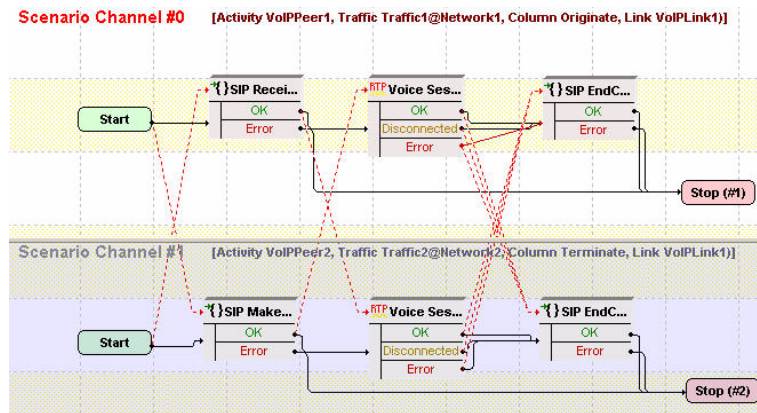 Scenario Channel #0 [Activity VoIPPeer1, Traffic Traffic1@Network1, Column Originate, Link VoIPLink1)]
{}SIP Recei... RTP Voice Ses... {}SIP EndC...
OK OK OK
Start Error Disconnected Error
Error
Stop (#1)
Scenario Channel #1 [Activity VoIPPeer2, Traffic Traffic2@Network2, Column Terminate, Link VoIPLink1)]
{}SIP Make... RTP Voice Ses... {}SIP EndC...
OK OK OK
Start Error Disconnected Error
Error
Stop (#2)